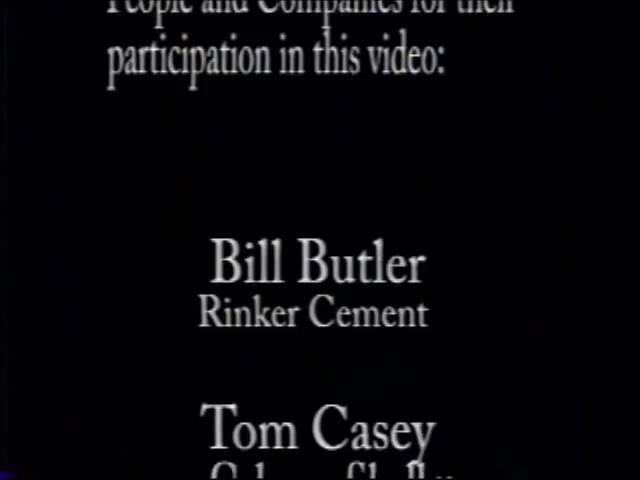 People and Companies for their
participation in this video:
Bill Butler
Rinker Cement
Tom Casey